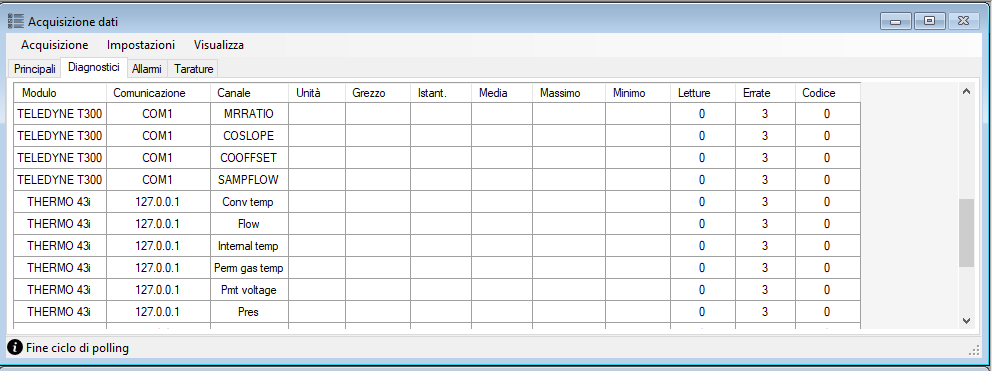 Acquisizione dati
Acquisizione Impostazioni Visualizza
Principali Diagnostici Allarmi Tarature
Modulo Comunicazione Canale Unità Grezzo Istant. Media Massimo Minimo Letture Errate Codice
TELEDYNE T300 COM1 MRRATIO 0 3 0
TELEDYNE T300 COM1 COSLOPE 0 3 0
TELEDYNE T300 COM1 COOFFSET 0 3 0
TELEDYNE T300 COM1 SAMPFLOW 0 3 0
THERMO 43i 127.0.0.1 Conv temp 0 3 0
THERMO 43i 127.0.0.1 Flow 0 3 0
THERMO 43i 127.0.0.1 Internal temp 0 3 0
THERMO 43i 127.0.0.1 Perm gas temp 0 3 0
THERMO 43i 127.0.0.1 Pmt voltage 0 3 0
THERMO 43i 127.0.0.1 Pres 0 3 0
Fine ciclo di polling